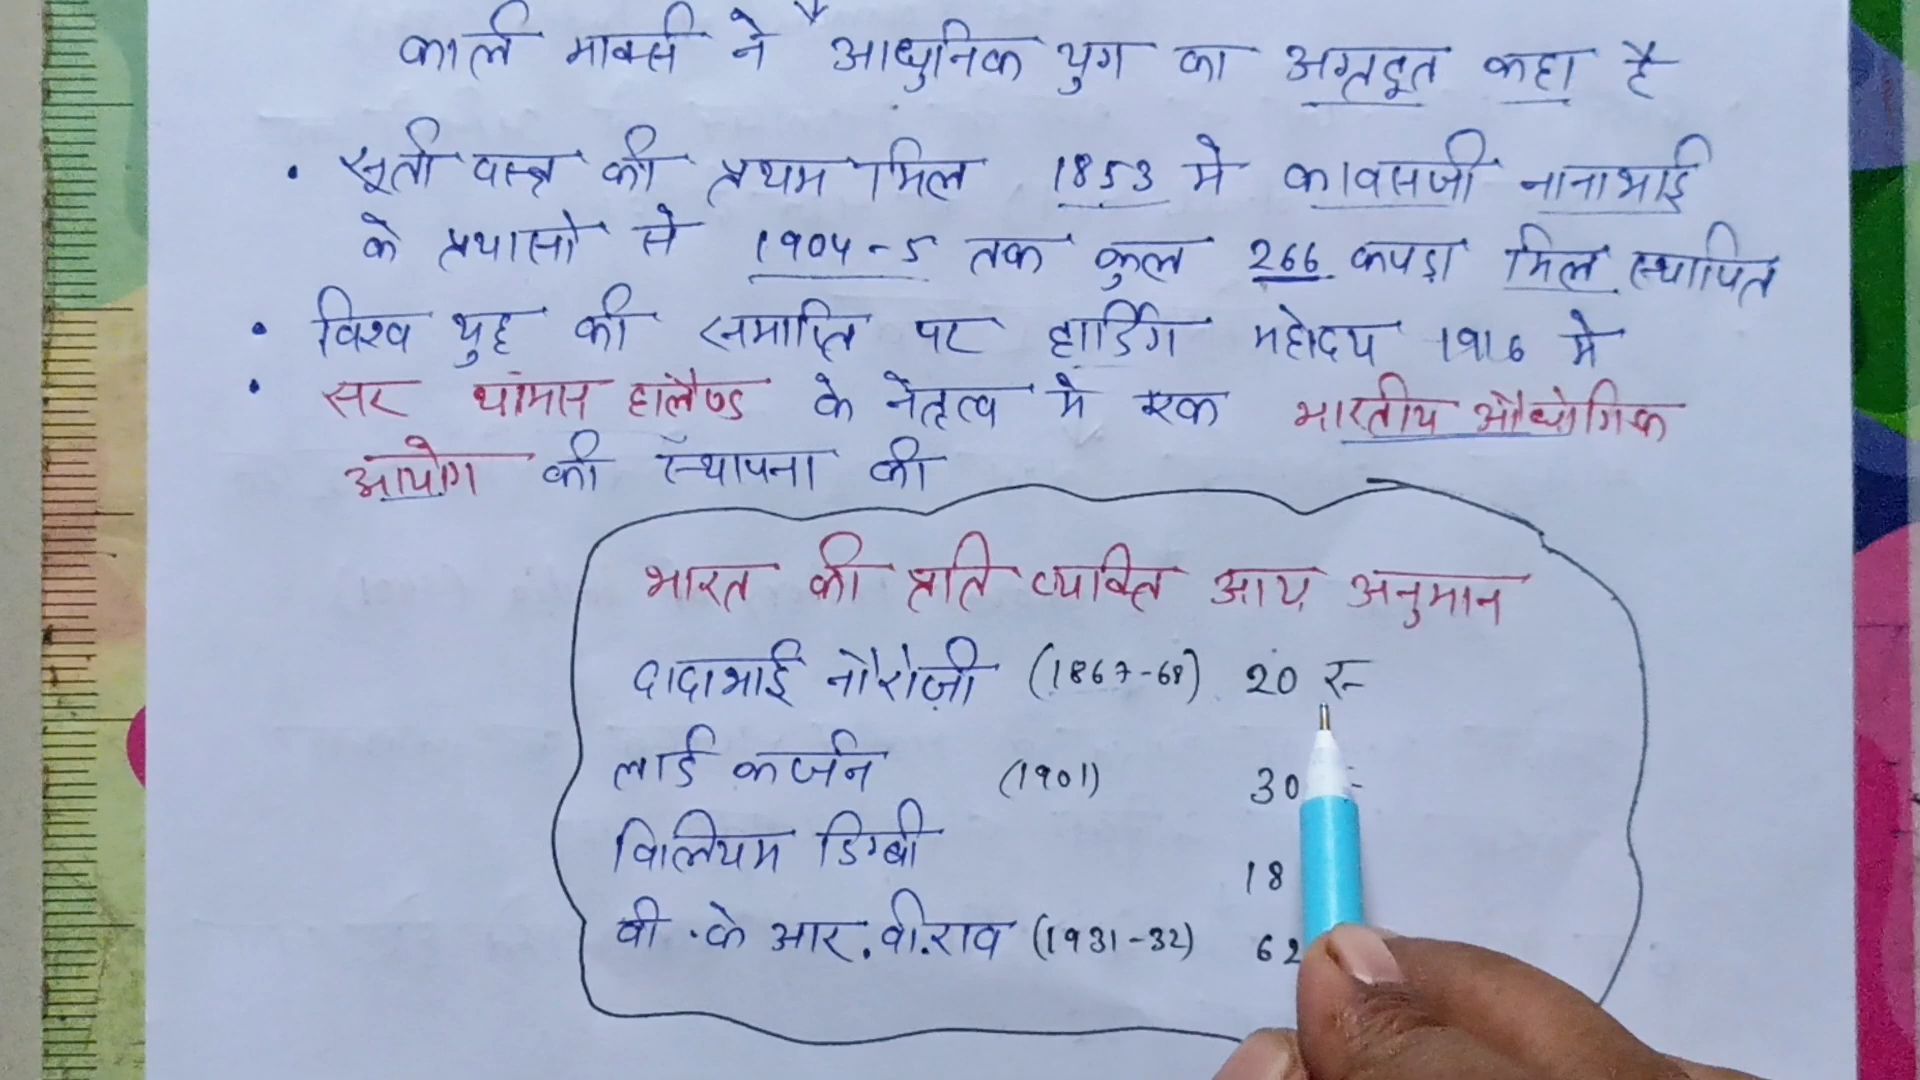 कार्ल मार्क्स ने आधुनिक युग का अग्रदूत कहा है
• सूती वस्त्र की प्रथम मिल 1853 मे कावसजी नानाभाई
के प्रयासो से 1904-5 तक कुल 266 कपड़ा मिल स्थापित
• विश्व युद्ध की समाप्ति पर हार्डिंग महोदय 1916 मे
• सर थॉमस हालैण्ड के नेतृत्व मे एक भारतीय औधोगिक
आयोग की स्थापना की
भारत की प्रति व्यक्ति आय अनुमान
दादाभाई नौरोज़ी (1867-68) 20 रू
लार्ड कर्जन (1901) 30
विलियम डिग्बी 18
वी. के आर. वी. राव (1931-32) 62